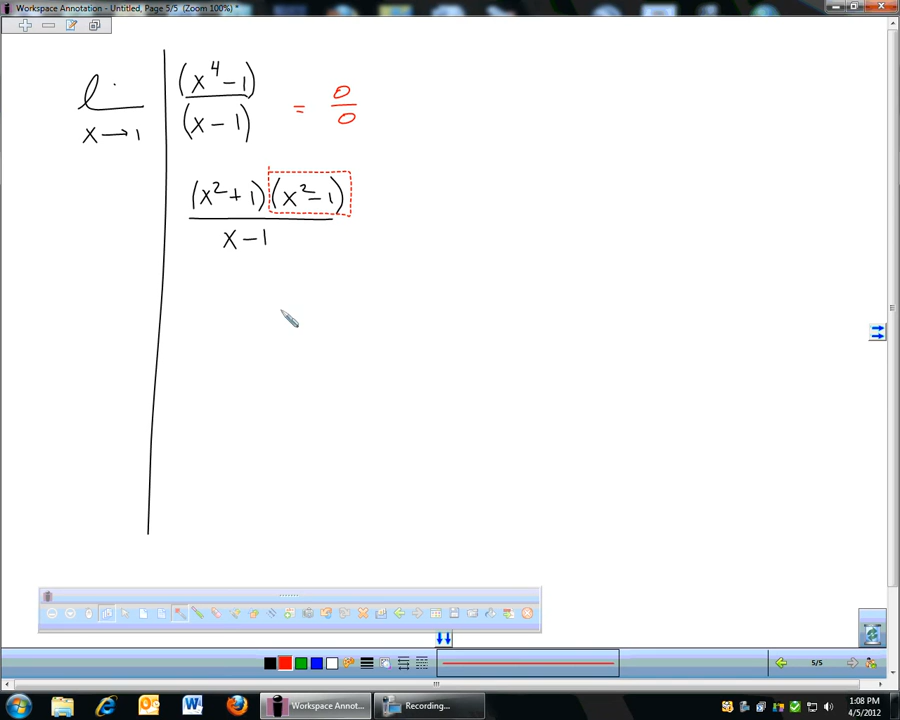 Workspace Annotation - Untitled, Page 5/5 (Zoom 100%) *
(x⁴ - 1)
x → 1
(x - 1)
= 0/0
(x² + 1)(x² - 1)
x - 1
5/5
Workspace Annot...
Recording...
1:08 PM
4/5/2012